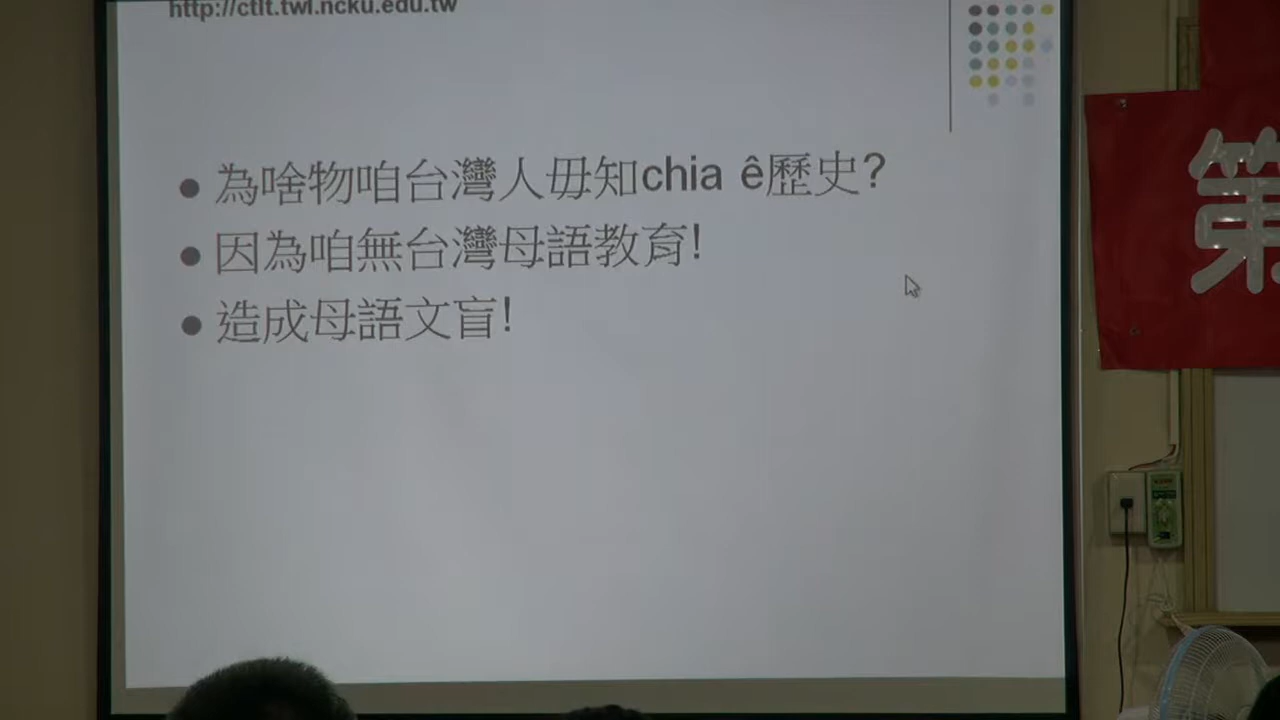 http://ctlt.twl.ncku.edu.tw
為啥物咱台灣人毋知chia ê歷史?
因為咱無台灣母語教育!
造成母語文盲!
第